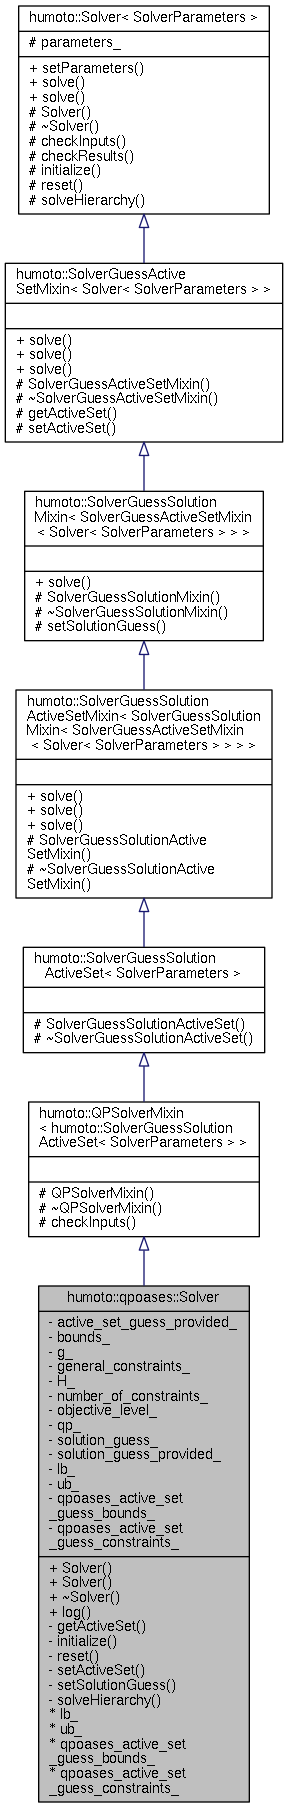 humoto::Solver< SolverParameters >
# parameters_
+ setParameters()
+ solve()
+ solve()
# Solver()
# ~Solver()
# checkInputs()
# checkResults()
# initialize()
# reset()
# solveHierarchy()
humoto::SolverGuessActive
SetMixin< Solver< SolverParameters > >
+ solve()
+ solve()
+ solve()
# SolverGuessActiveSetMixin()
# ~SolverGuessActiveSetMixin()
# getActiveSet()
# setActiveSet()
humoto::SolverGuessSolution
Mixin< SolverGuessActiveSetMixin
< Solver< SolverParameters > > >
+ solve()
# SolverGuessSolutionMixin()
# ~SolverGuessSolutionMixin()
# setSolutionGuess()
humoto::SolverGuessSolution
ActiveSetMixin< SolverGuessSolution
Mixin< SolverGuessActiveSetMixin
< Solver< SolverParameters > > > >
+ solve()
+ solve()
+ solve()
# SolverGuessSolutionActive
SetMixin()
# ~SolverGuessSolutionActive
SetMixin()
humoto::SolverGuessSolution
ActiveSet< SolverParameters >
# SolverGuessSolutionActiveSet()
# ~SolverGuessSolutionActiveSet()
humoto::QPSolverMixin
< humoto::SolverGuessSolution
ActiveSet< SolverParameters > >
# QPSolverMixin()
# ~QPSolverMixin()
# checkInputs()
humoto::qpoases::Solver
- active_set_guess_provided_
- bounds_
- g_
- general_constraints_
- H_
- number_of_constraints_
- objective_level_
- qp_
- solution_guess_
- solution_guess_provided_
- lb_
- ub_
- qpoases_active_set
_guess_bounds_
- qpoases_active_set
_guess_constraints_
+ Solver()
+ Solver()
+ ~Solver()
+ log()
- getActiveSet()
- initialize()
- reset()
- setActiveSet()
- setSolutionGuess()
- solveHierarchy()
* lb_
* ub_
* qpoases_active_set
_guess_bounds_
* qpoases_active_set
_guess_constraints_